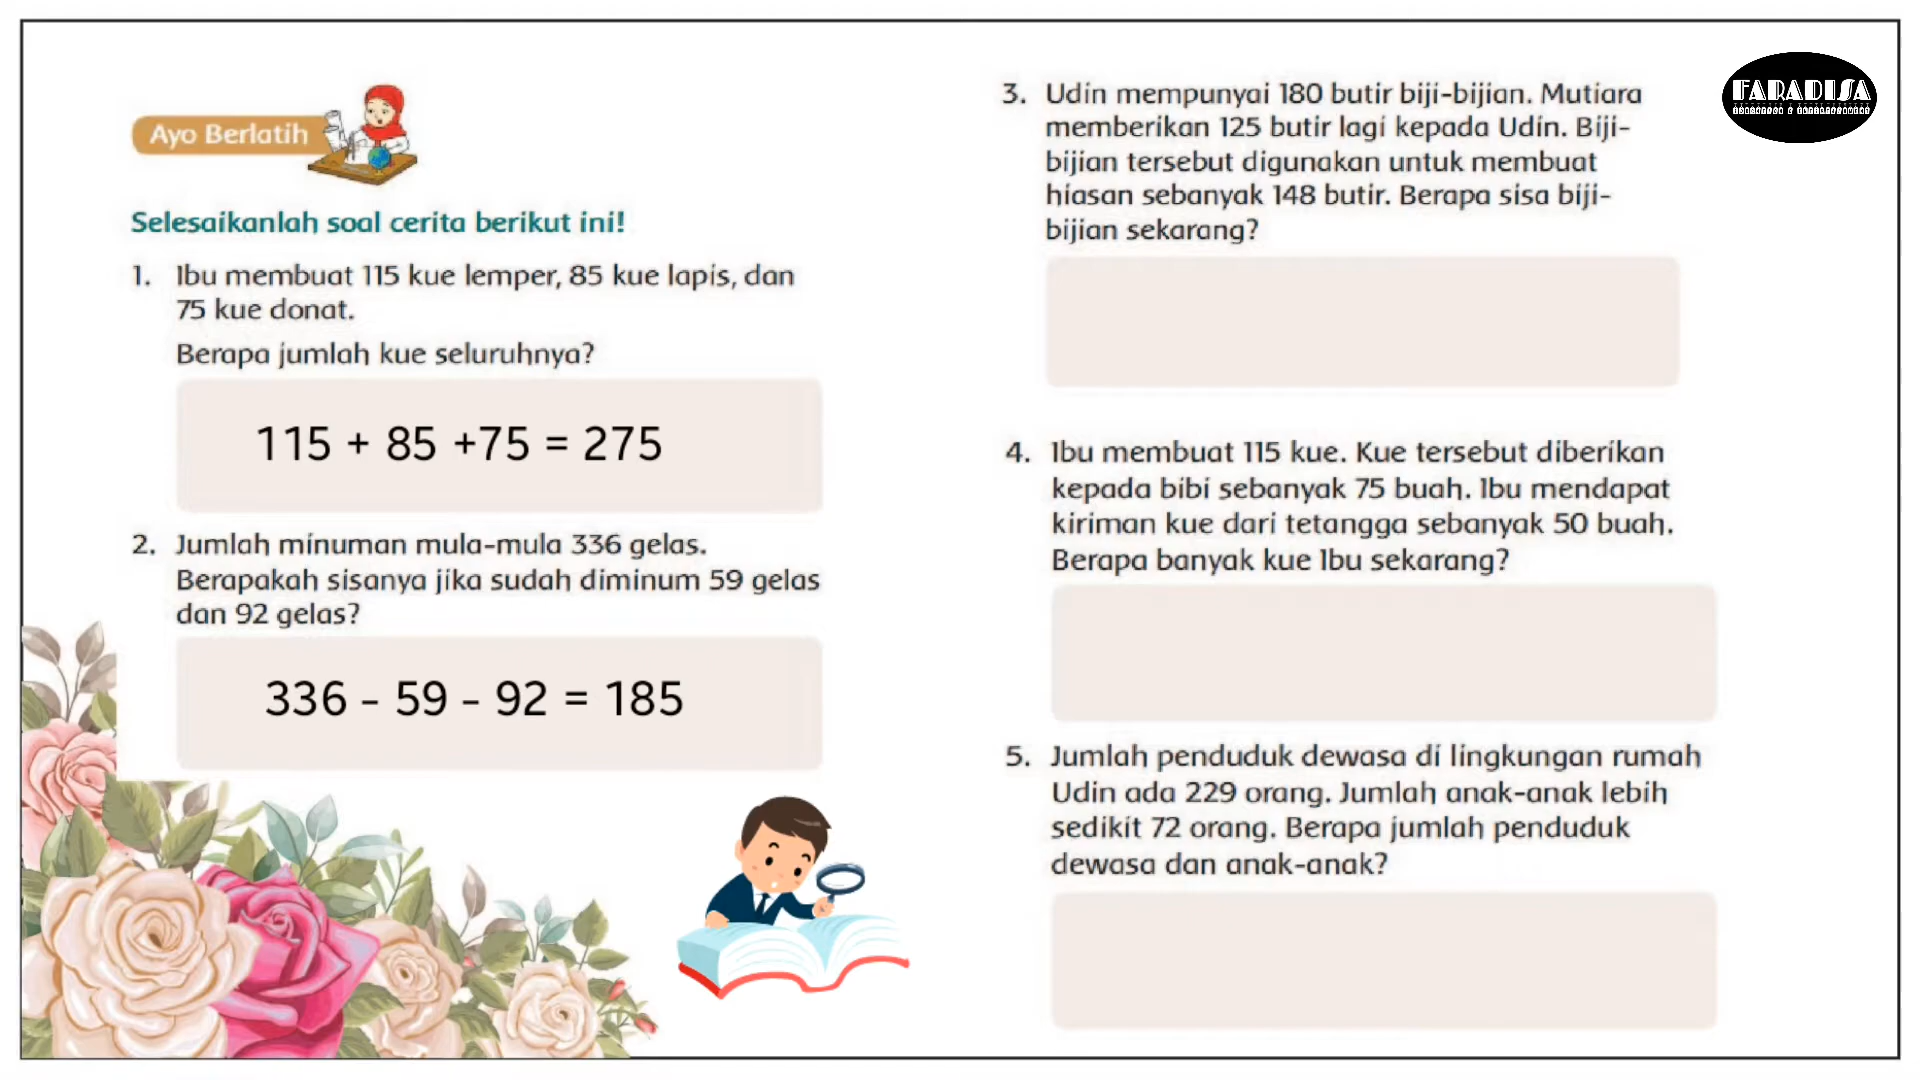 Ayo Berlatih
Selesaikanlah soal cerita berikut ini!
1. Ibu membuat 115 kue lemper, 85 kue lapis, dan
75 kue donat.
Berapa jumlah kue seluruhnya?
115 + 85 +75 = 275
2. Jumlah minuman mula-mula 336 gelas.
Berapakah sisanya jika sudah diminum 59 gelas
dan 92 gelas?
336 - 59 - 92 = 185
3. Udin mempunyai 180 butir biji-bijian. Mutiara
memberikan 125 butir lagi kepada Udin. Biji-
bijian tersebut digunakan untuk membuat
hiasan sebanyak 148 butir. Berapa sisa biji-
bijian sekarang?
4. Ibu membuat 115 kue. Kue tersebut diberikan
kepada bibi sebanyak 75 buah. Ibu mendapat
kiriman kue dari tetangga sebanyak 50 buah.
Berapa banyak kue Ibu sekarang?
5. Jumlah penduduk dewasa di lingkungan rumah
Udin ada 229 orang. Jumlah anak-anak lebih
sedikit 72 orang. Berapa jumlah penduduk
dewasa dan anak-anak?
FARADISA